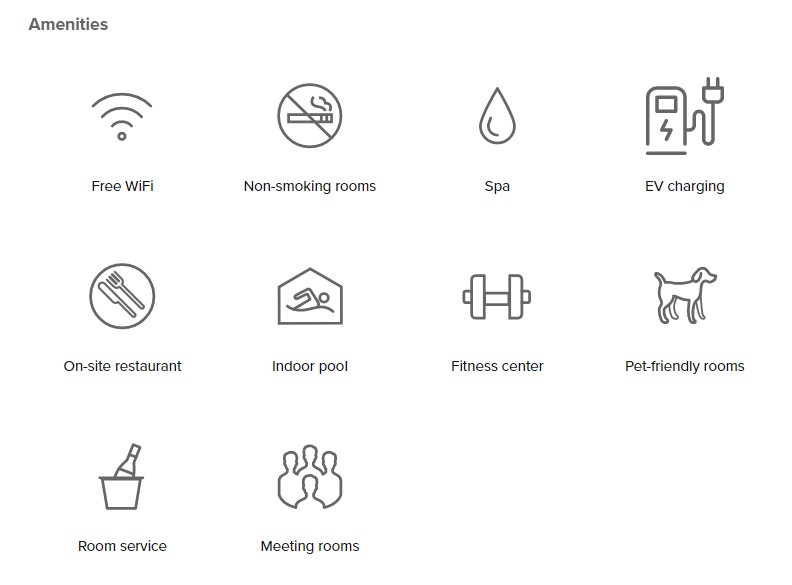 Amenities
Free WiFi
Non-smoking rooms
Spa
EV charging
On-site restaurant
Indoor pool
Fitness center
Pet-friendly rooms
Room service
Meeting rooms